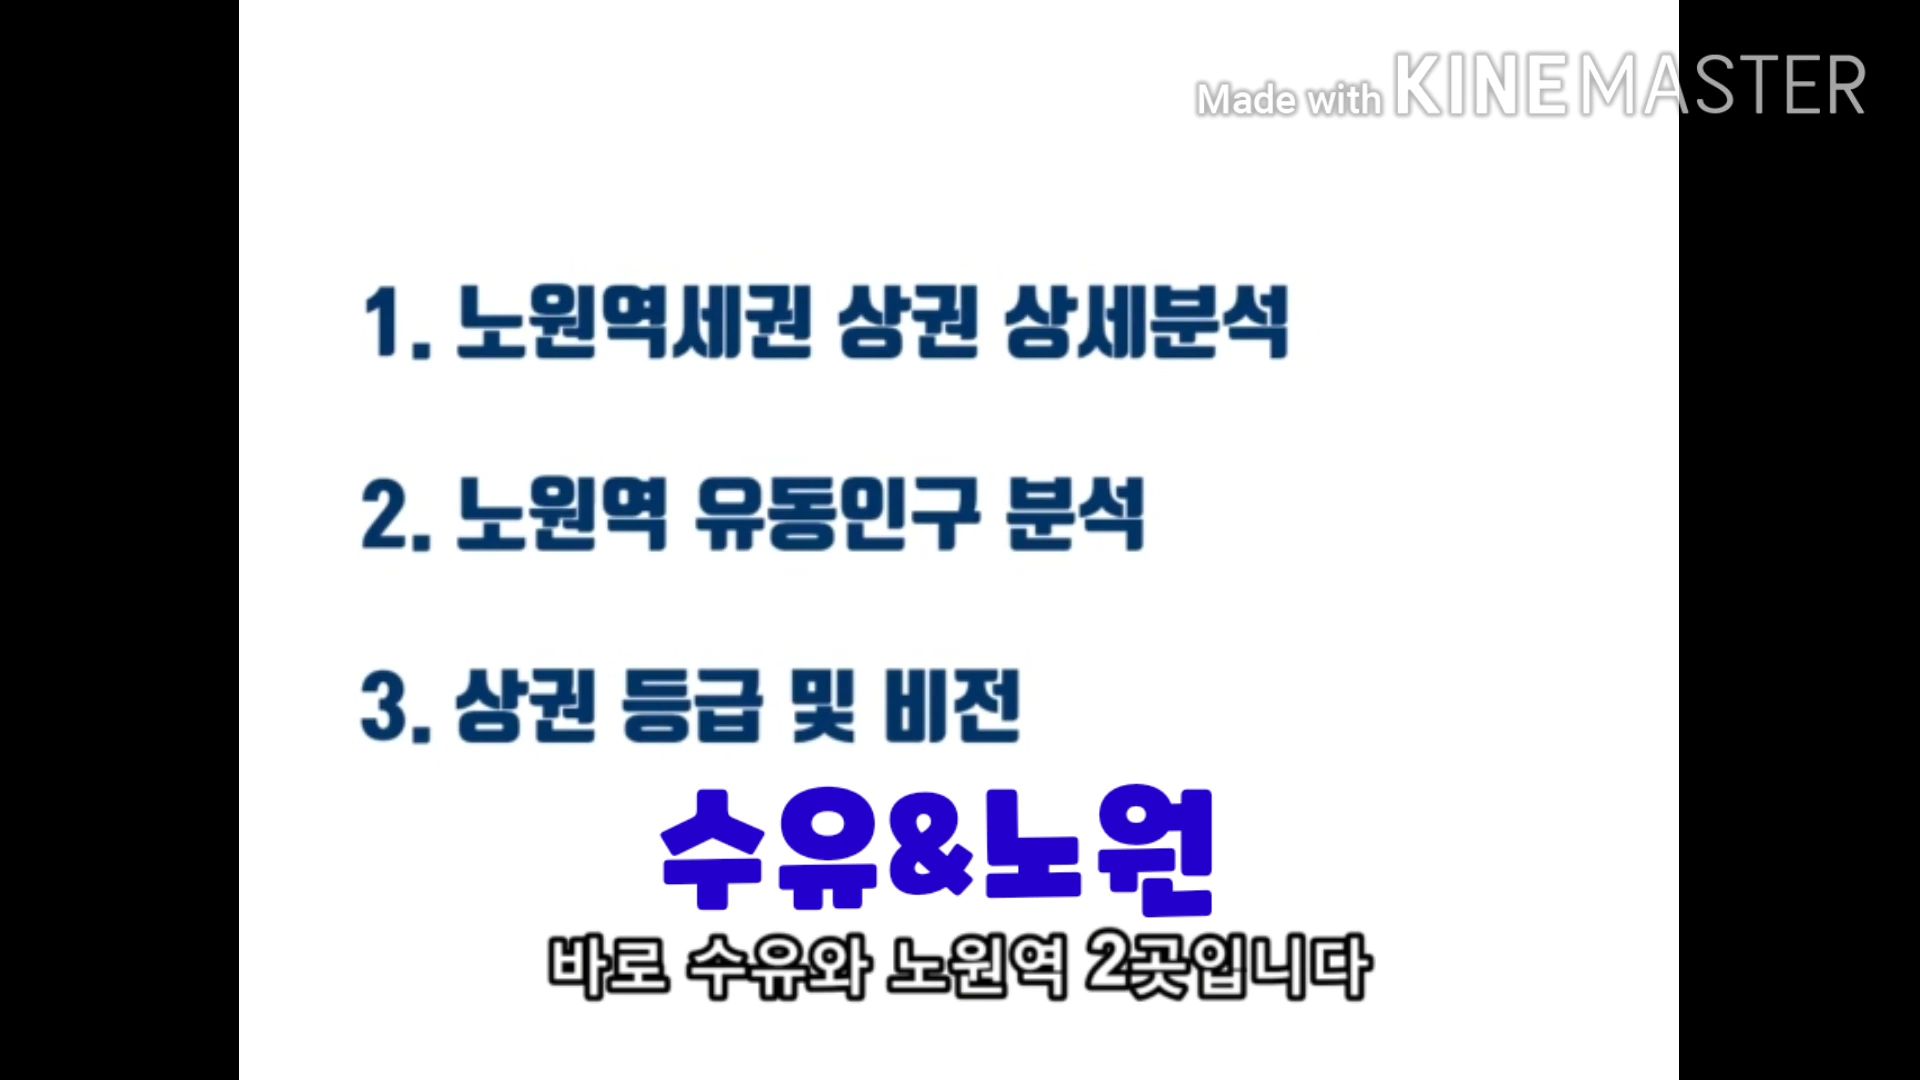 Made with KINEMASTER
1. 노원역세권 상권 상세분석
2. 노원역 유동인구 분석
3. 상권 등급 및 비전
수유&노원
바로 수유와 노원역 2곳입니다